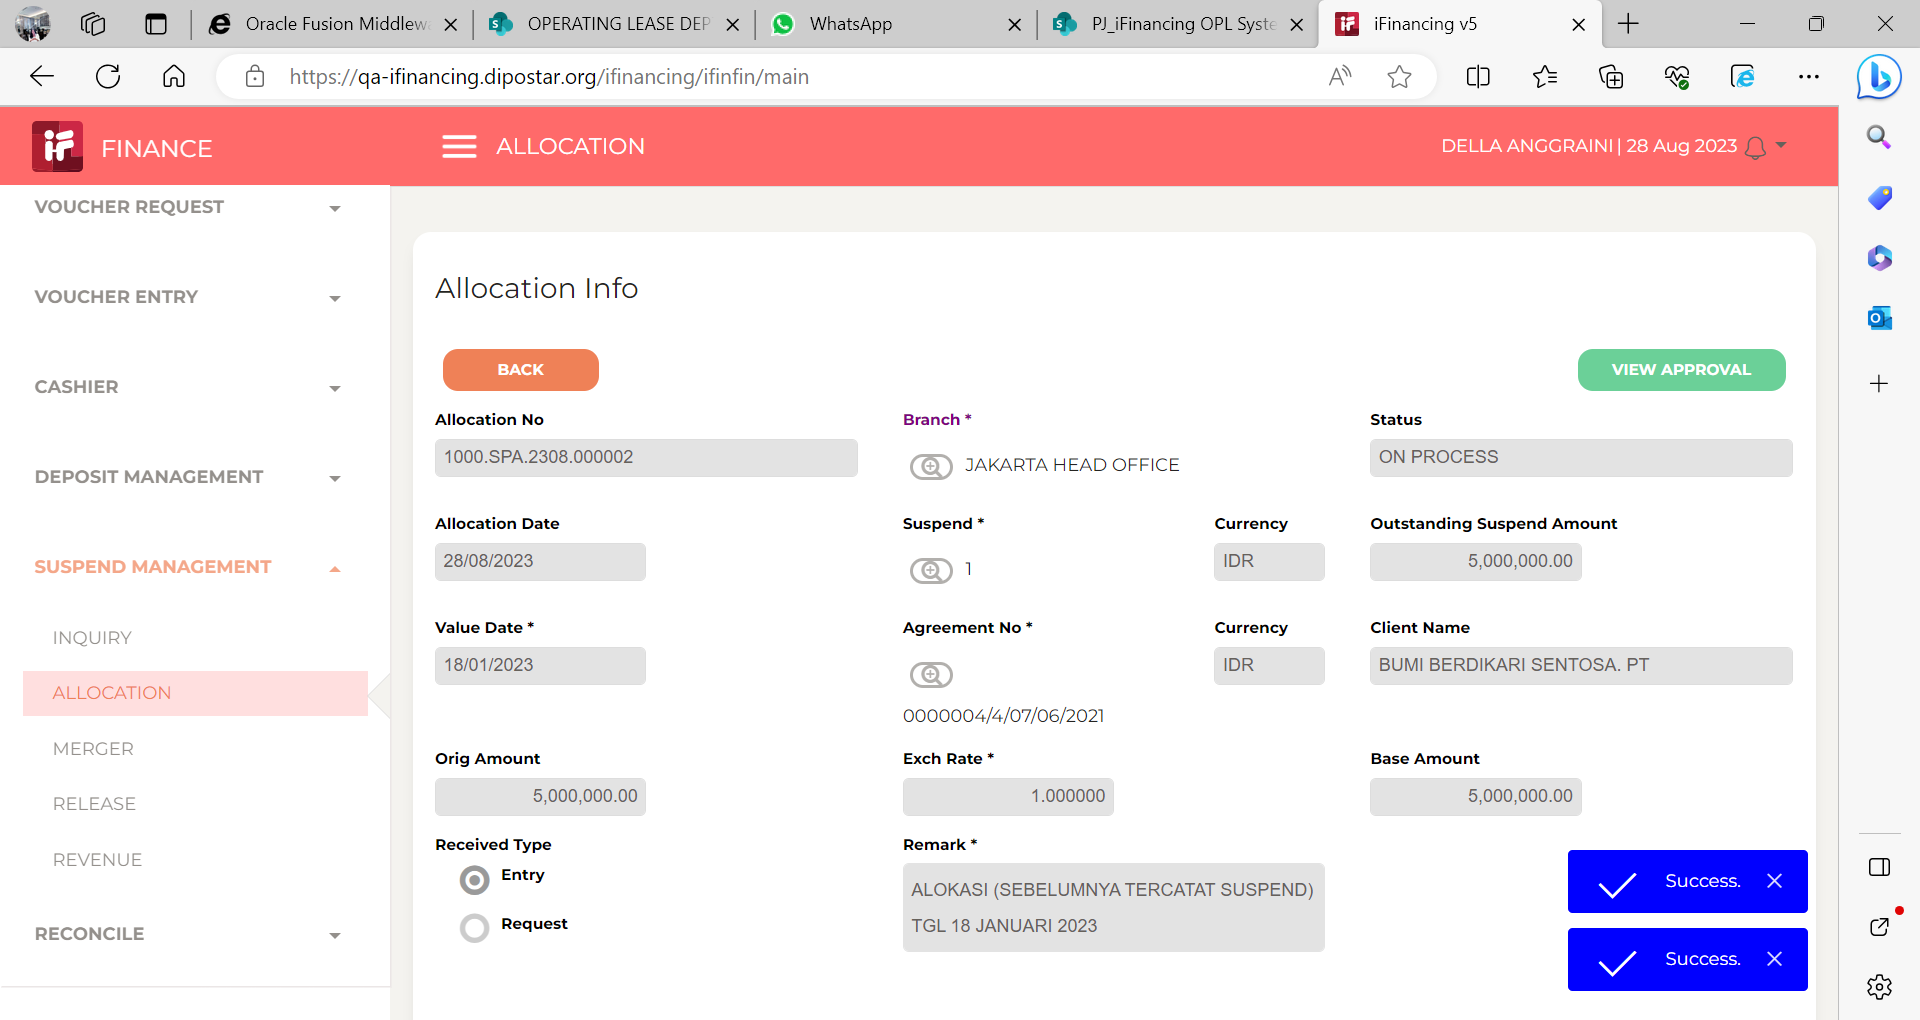 Oracle Fusion Middlew
OPERATING LEASE DEP
WhatsApp
PJ_iFinancing OPL Syste
iFinancing v5
https://qa-ifinancing.dipostar.org/ifinancing/ifinfin/main
iF FINANCE
ALLOCATION
DELLA ANGGRAINI | 28 Aug 2023
VOUCHER REQUEST
VOUCHER ENTRY
CASHIER
DEPOSIT MANAGEMENT
SUSPEND MANAGEMENT
INQUIRY
ALLOCATION
MERGER
RELEASE
REVENUE
RECONCILE
Allocation Info
BACK
VIEW APPROVAL
Allocation No
1000.SPA.2308.000002
Branch *
JAKARTA HEAD OFFICE
Status
ON PROCESS
Allocation Date
28/08/2023
Suspend *
1
Currency
IDR
Outstanding Suspend Amount
5,000,000.00
Value Date *
18/01/2023
Agreement No *
0000004/4/07/06/2021
Currency
IDR
Client Name
BUMI BERDIKARI SENTOSA. PT
Orig Amount
5,000,000.00
Exch Rate *
1.000000
Base Amount
5,000,000.00
Received Type
Entry
Request
Remark *
ALOKASI (SEBELUMNYA TERCATAT SUSPEND)
TGL 18 JANUARI 2023
Success.
Success.